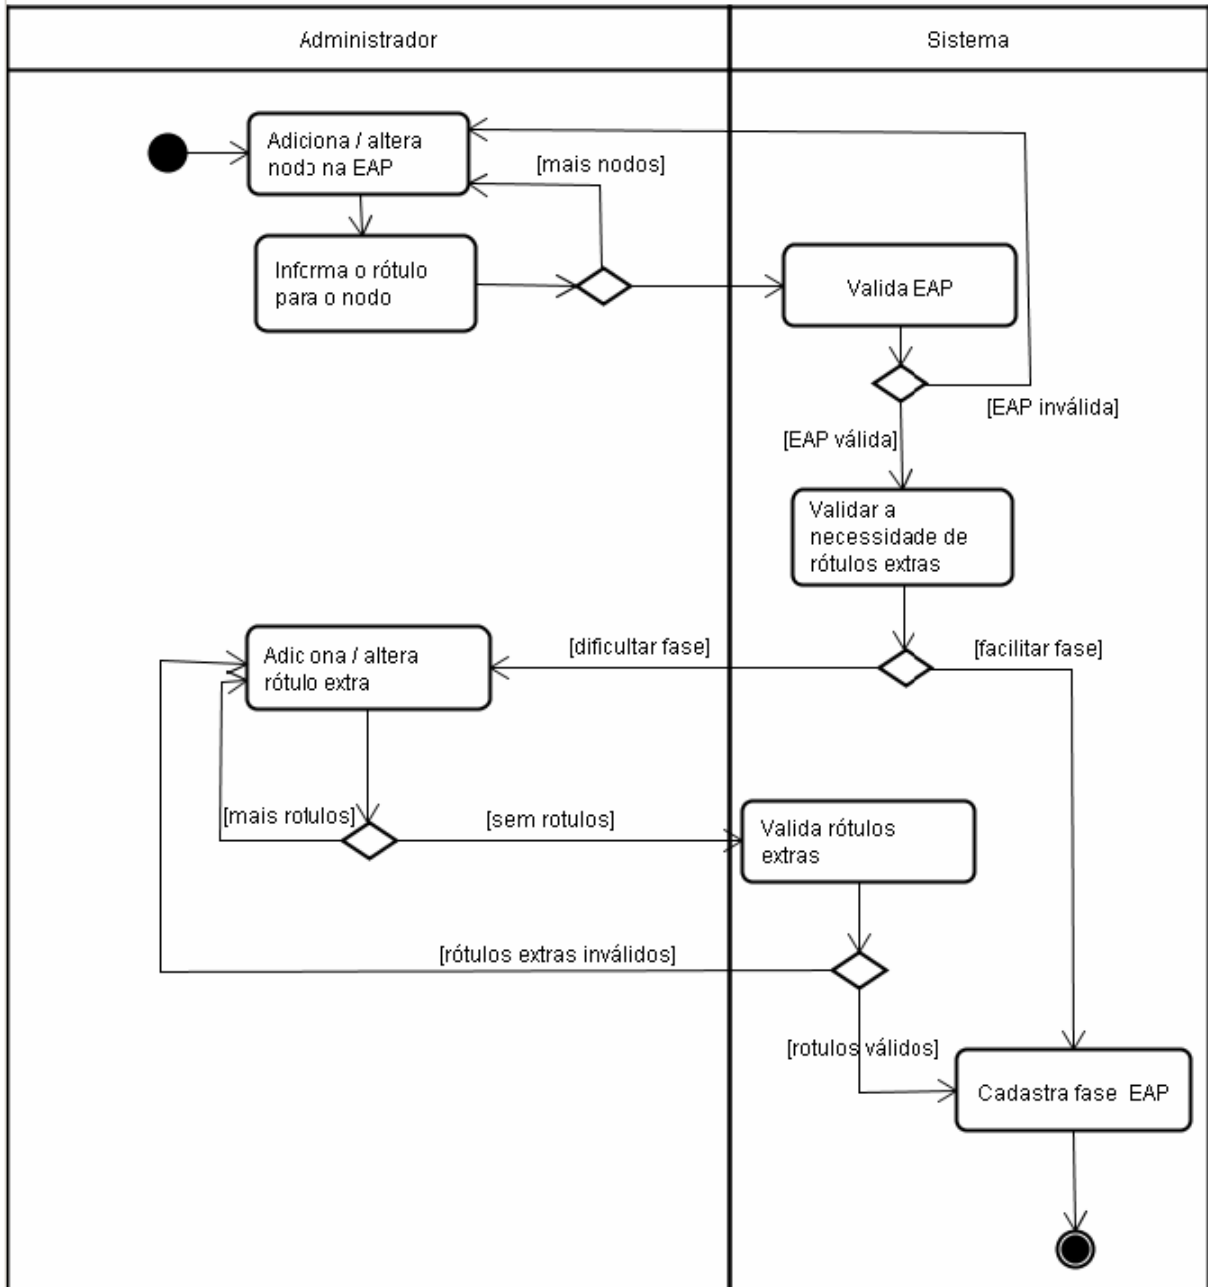 Administrador
Sistema
Adiciona / altera
nodo na EAP
[mais nodos]
Informa o rótulo
para o nodo
Valida EAP
[EAP inválida]
[EAP válida]
Validar a
necessidade de
rótulos extras
[dificultar fase]
[facilitar fase]
Adiciona / altera
rótulo extra
[mais rotulos]
[sem rotulos]
Valida rótulos
extras
[rótulos extras inválidos]
[rotulos válidos]
Cadastra fase EAP